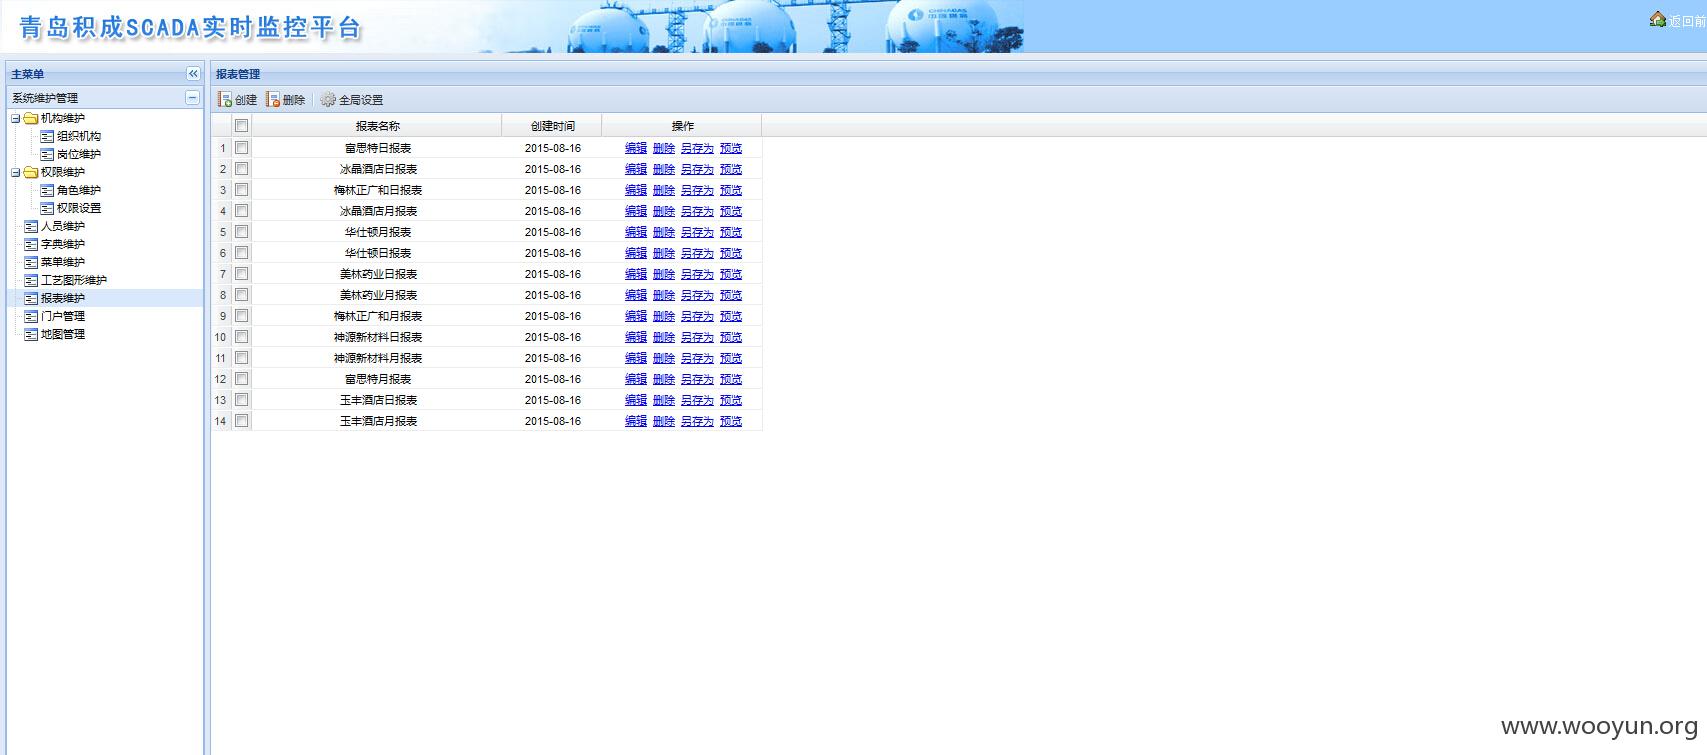 青岛积成SCADA实时监控平台
CHINAGAS
返回前
主菜单
系统维护管理
机构维护
组织机构
岗位维护
权限维护
角色维护
权限设置
人员维护
字典维护
菜单维护
工艺图形维护
报表维护
门户管理
地图管理
报表管理
创建 删除 全局设置
报表名称 创建时间 操作
1 富思特日报表 2015-08-16 编辑 删除 另存为 预览
2 冰晶酒店日报表 2015-08-16 编辑 删除 另存为 预览
3 梅林正广和日报表 2015-08-16 编辑 删除 另存为 预览
4 冰晶酒店月报表 2015-08-16 编辑 删除 另存为 预览
5 华仕顿月报表 2015-08-16 编辑 删除 另存为 预览
6 华仕顿日报表 2015-08-16 编辑 删除 另存为 预览
7 美林药业日报表 2015-08-16 编辑 删除 另存为 预览
8 美林药业月报表 2015-08-16 编辑 删除 另存为 预览
9 梅林正广和月报表 2015-08-16 编辑 删除 另存为 预览
10 神源新材料日报表 2015-08-16 编辑 删除 另存为 预览
11 神源新材料月报表 2015-08-16 编辑 删除 另存为 预览
12 富思特月报表 2015-08-16 编辑 删除 另存为 预览
13 玉丰酒店日报表 2015-08-16 编辑 删除 另存为 预览
14 玉丰酒店月报表 2015-08-16 编辑 删除 另存为 预览
www.wooyun.org